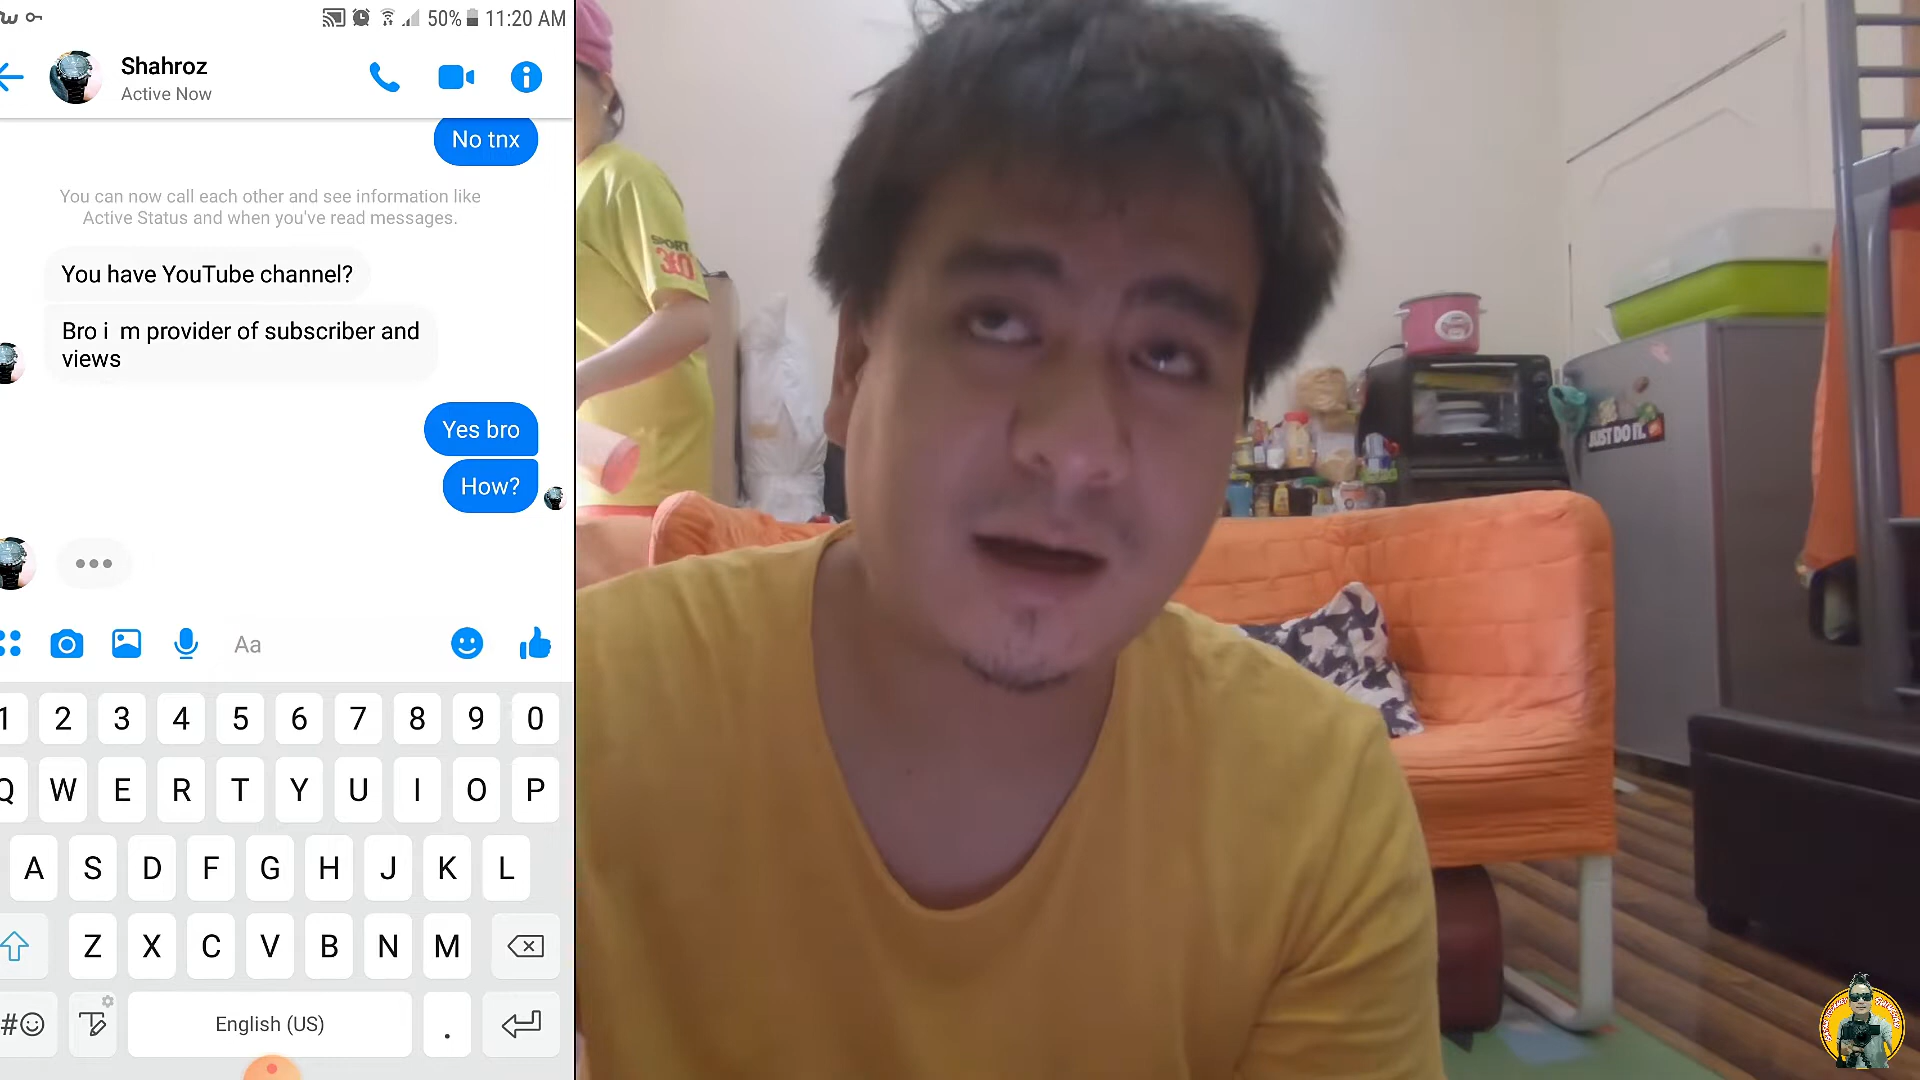 50% 11:20 AM
Shahroz
Active Now
No tnx
You can now call each other and see information like
Active Status and when you've read messages.
You have YouTube channel?
Bro i m provider of subscriber and
views
Yes bro
How?
Aa
1 2 3 4 5 6 7 8 9 0
Q W E R T Y U I O P
A S D F G H J K L
Z X C V B N M
# English (US) .
SPORT
360
JUST DO IT.